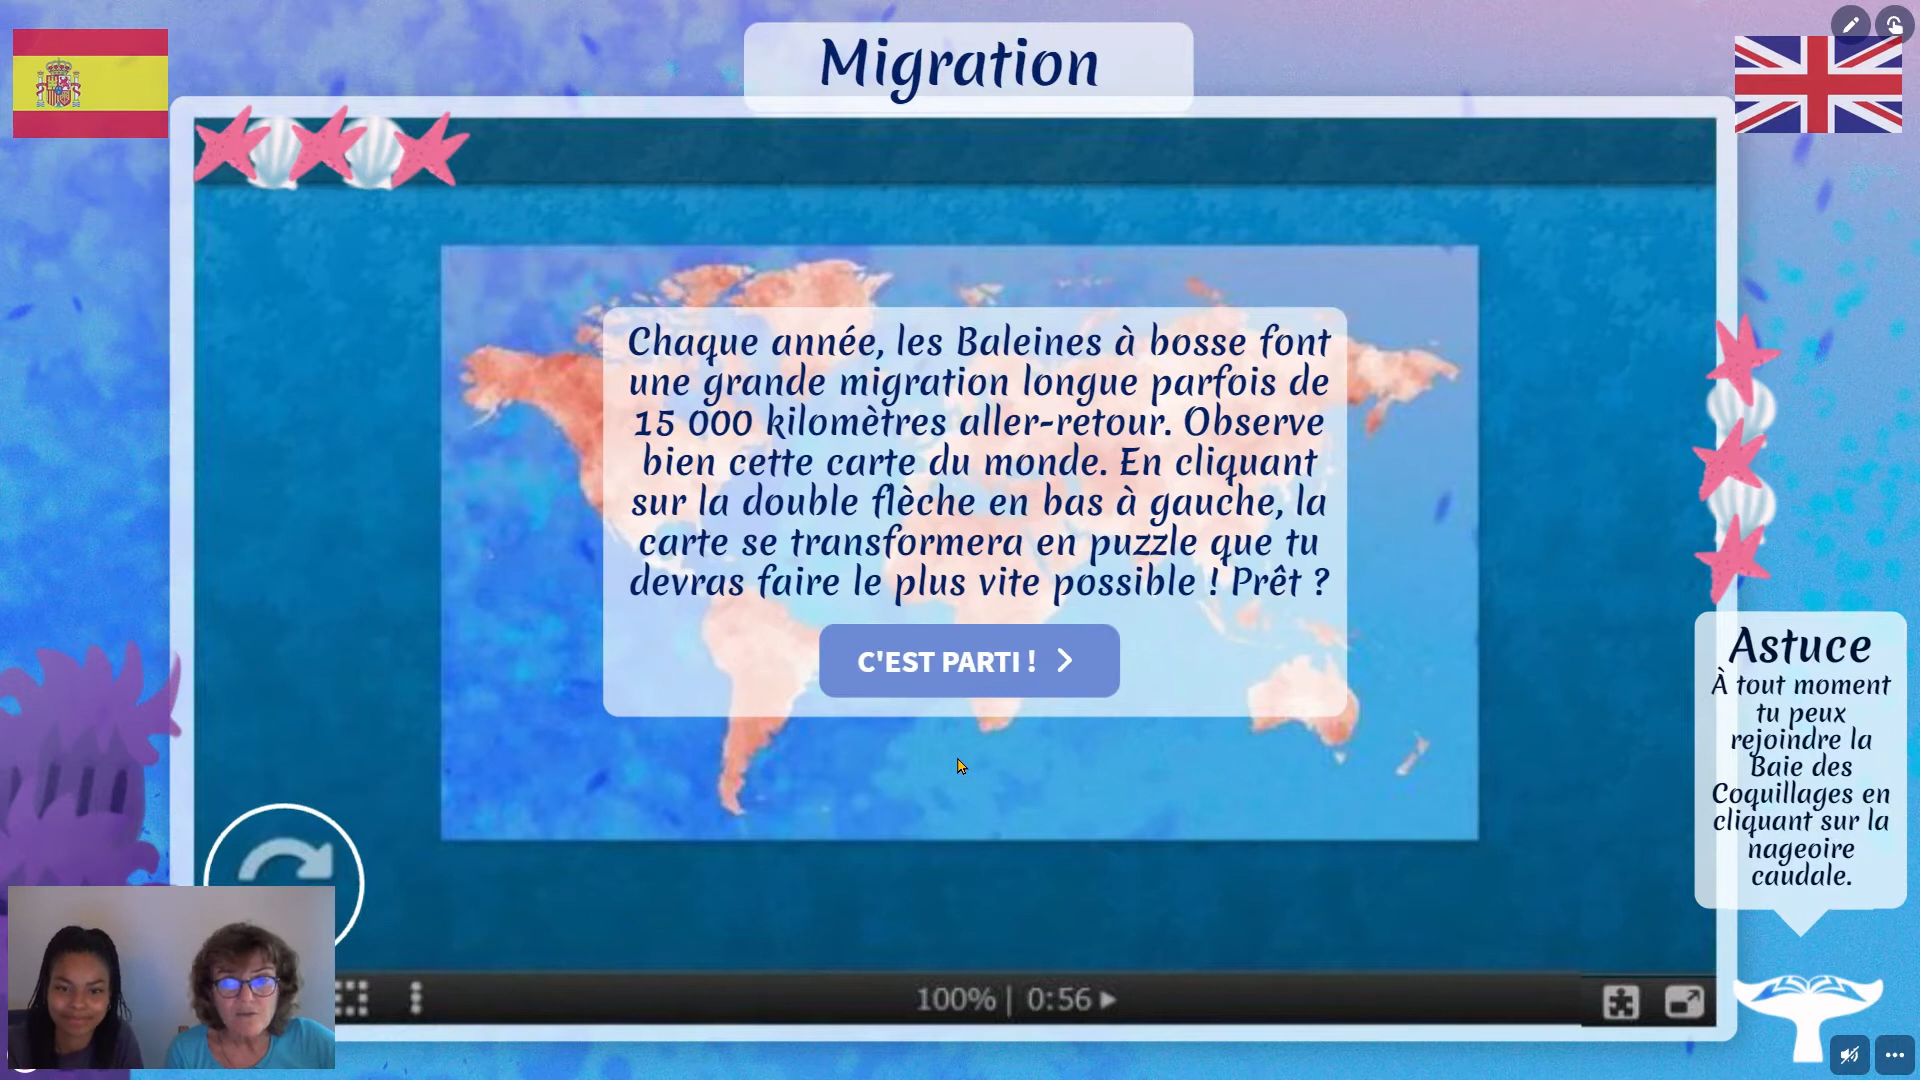 Migration
Chaque année, les Baleines à bosse font
une grande migration longue parfois de
15 000 kilomètres aller-retour. Observe
bien cette carte du monde. En cliquant
sur la double flèche en bas à gauche, la
carte se transformera en puzzle que tu
devras faire le plus vite possible ! Prêt ?
C'EST PARTI !
Astuce
À tout moment
tu peux
rejoindre la
Baie des
Coquillages en
cliquant sur la
nageoire
caudale.
100% | 0:56